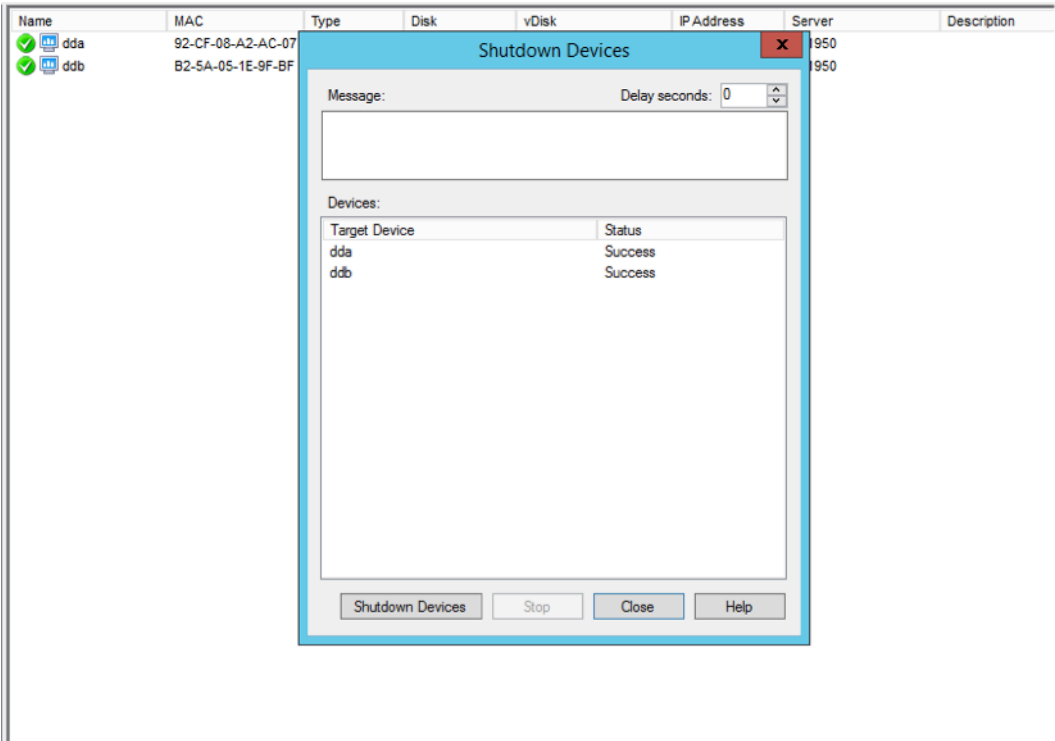 Name MAC Type Disk vDisk IP Address Server Description
dda 92-CF-08-A2-AC-07 1950
ddb B2-5A-05-1E-9F-BF 1950
Shutdown Devices x
Message: Delay seconds: 0
Devices:
Target Device Status
dda Success
ddb Success
Shutdown Devices Stop Close Help